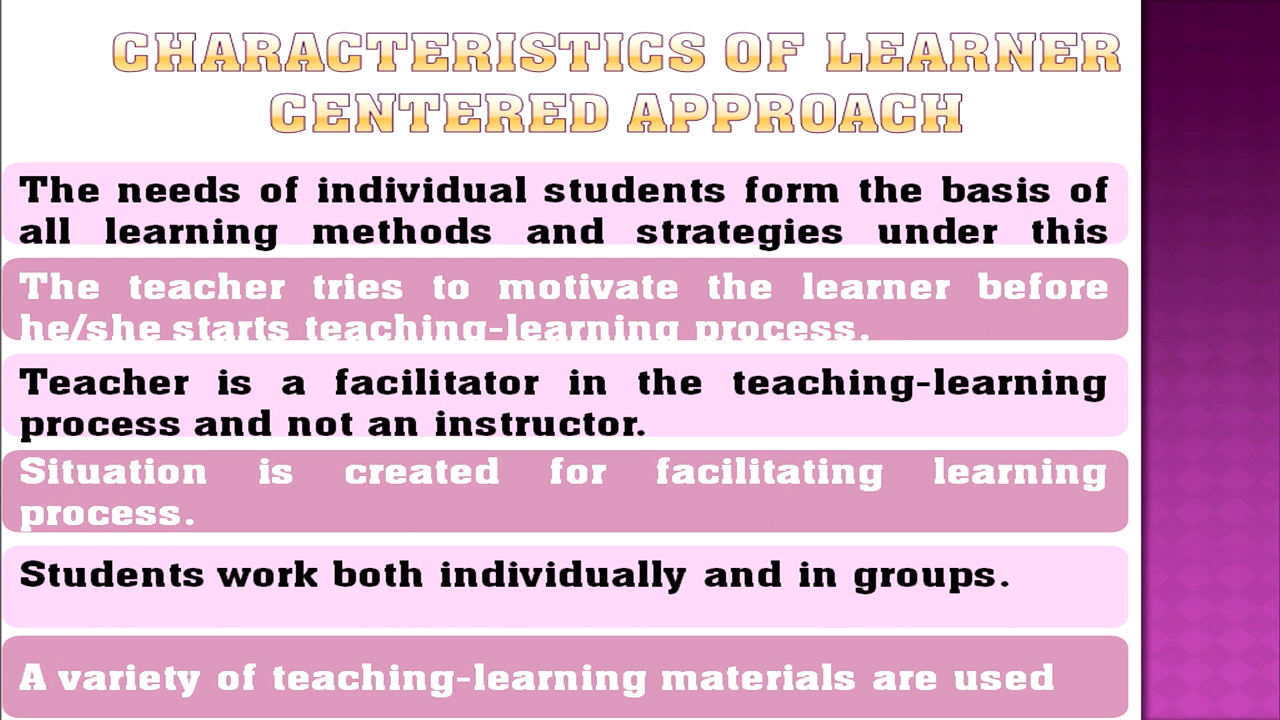 CHARACTERISTICS OF LEARNER
CENTERED APPROACH
The needs of individual students form the basis of
all learning methods and strategies under this
The teacher tries to motivate the learner before
he/she starts teaching-learning process.
Teacher is a facilitator in the teaching-learning
process and not an instructor.
Situation is created for facilitating learning
process.
Students work both individually and in groups.
A variety of teaching-learning materials are used